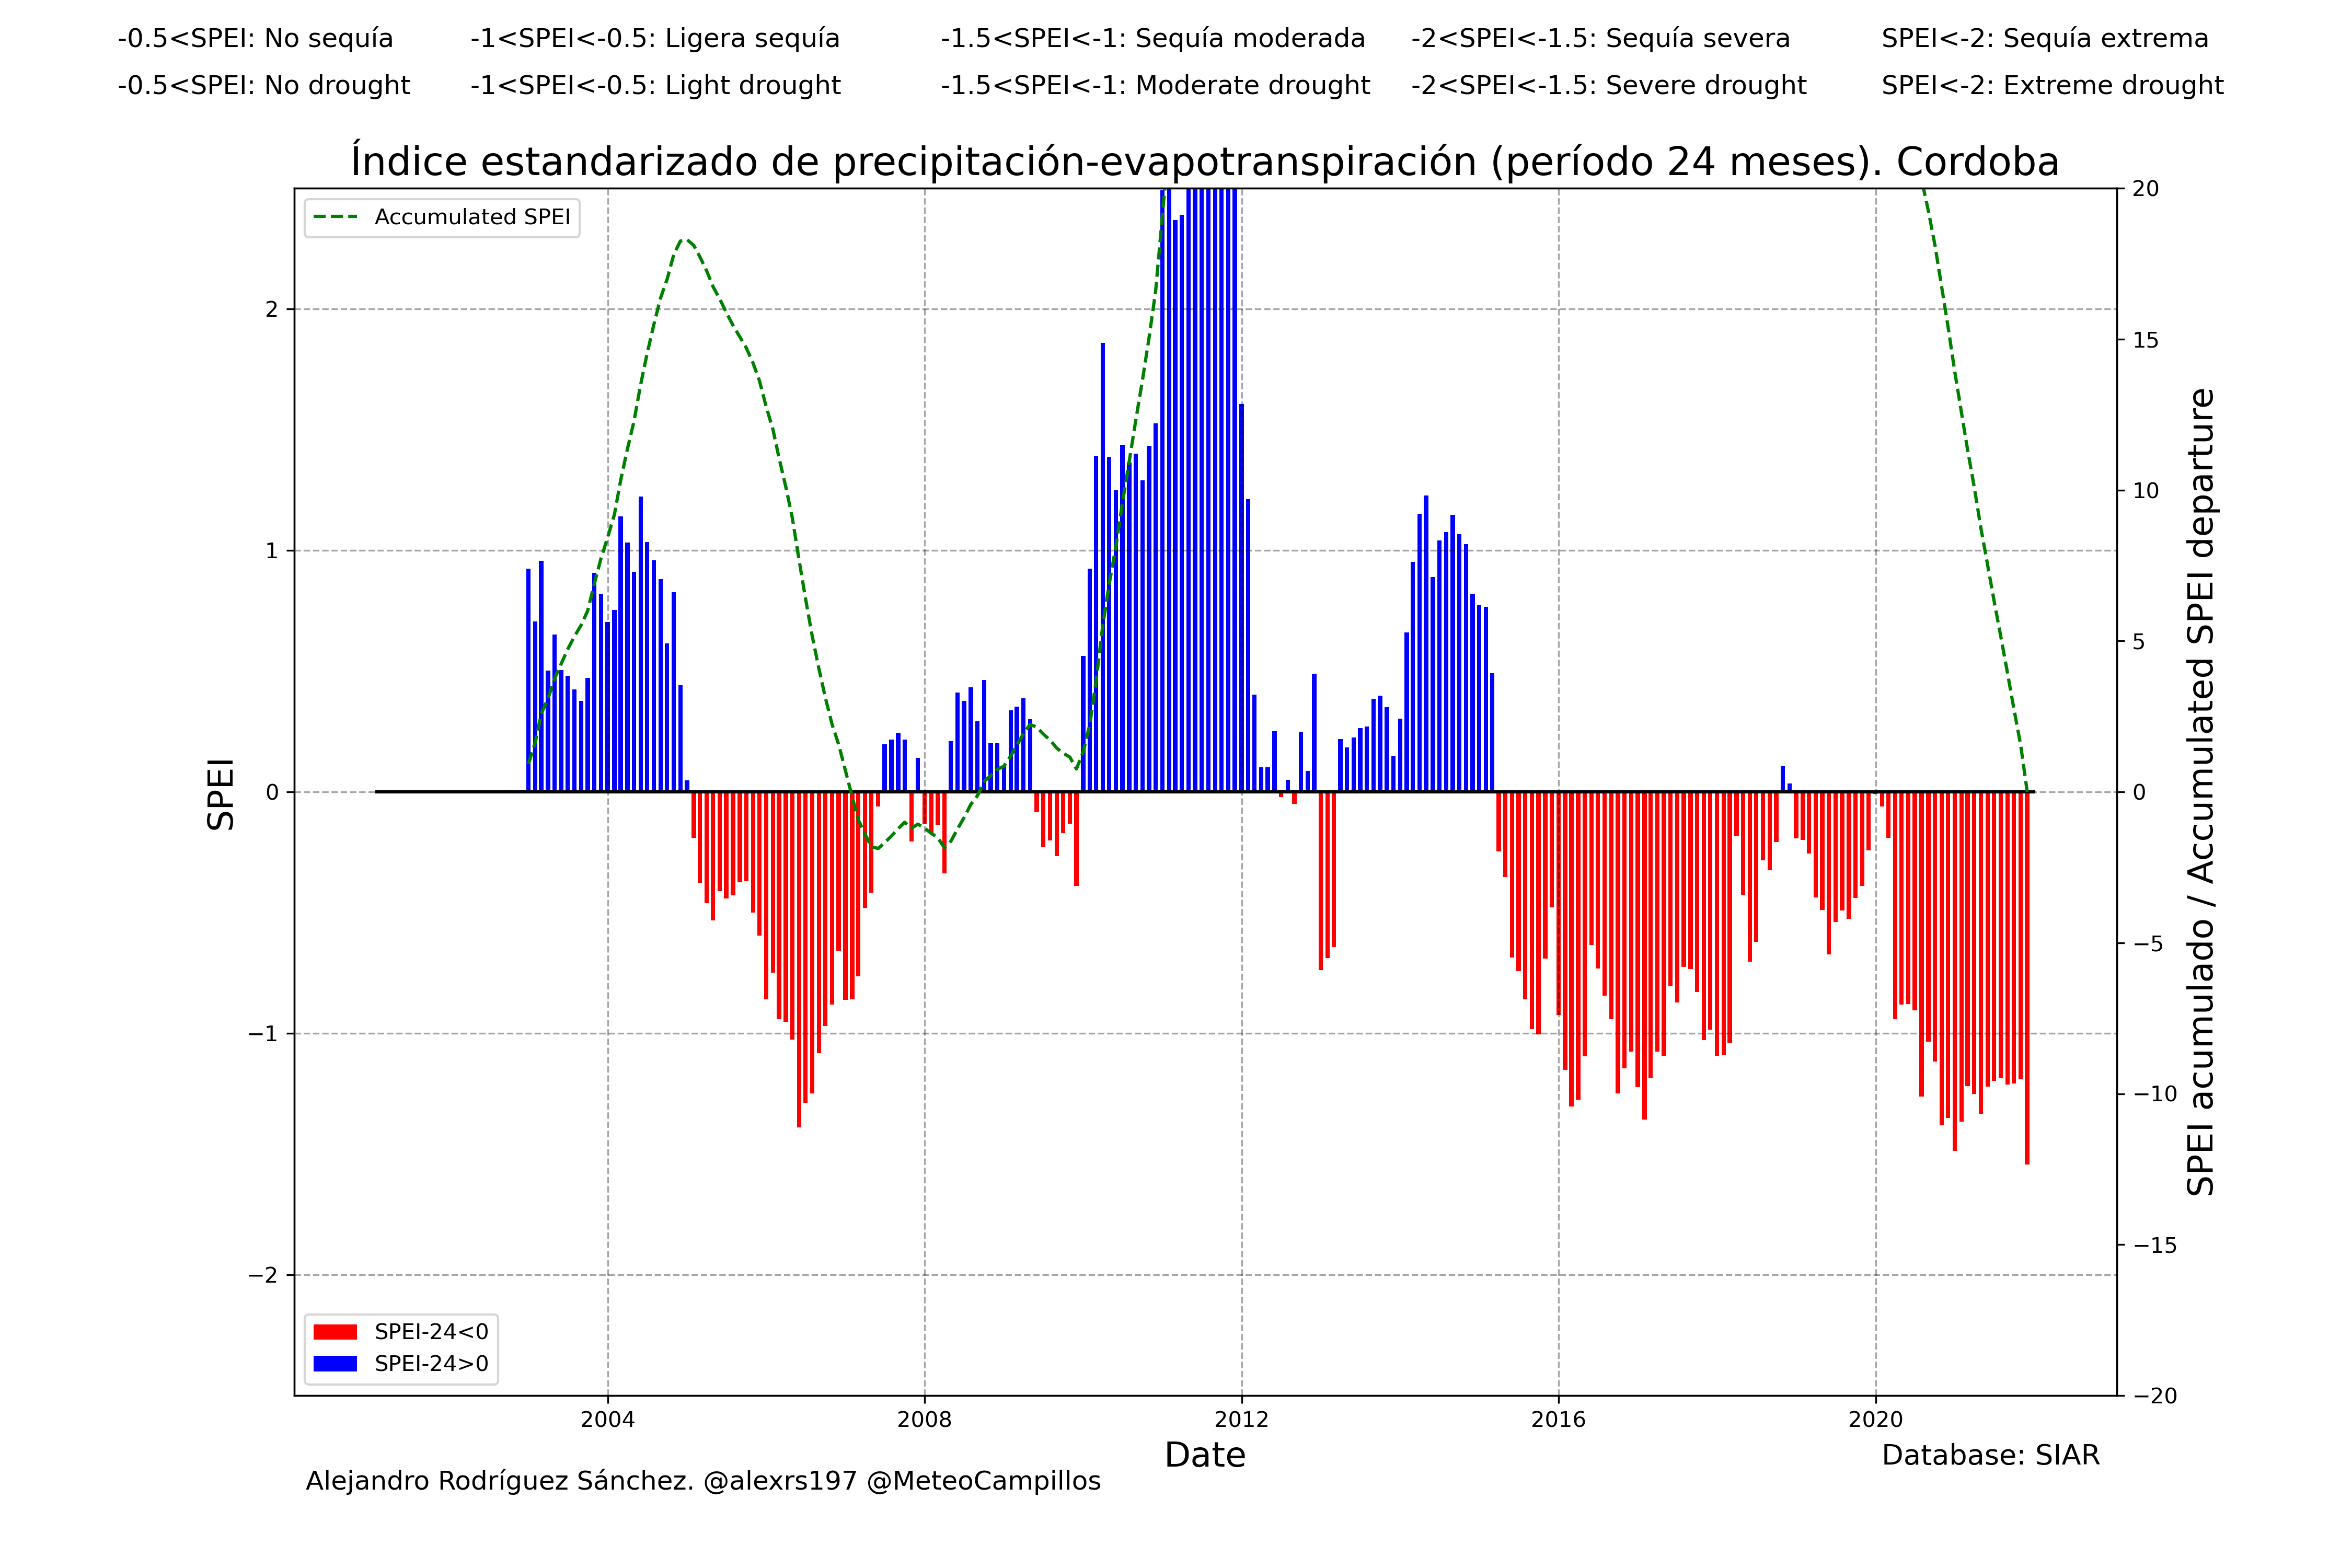 -0.5<SPEI: No sequía -1<SPEI<-0.5: Ligera sequía -1.5<SPEI<-1: Sequía moderada -2<SPEI<-1.5: Sequía severa SPEI<-2: Sequía extrema
-0.5<SPEI: No drought -1<SPEI<-0.5: Light drought -1.5<SPEI<-1: Moderate drought -2<SPEI<-1.5: Severe drought SPEI<-2: Extreme drought
Índice estandarizado de precipitación-evapotranspiración (período 24 meses). Cordoba
Accumulated SPEI
2
1
0
−1
−2
SPEI
20
15
10
5
0
−5
−10
−15
−20
SPEI acumulado / Accumulated SPEI departure
SPEI-24<0
SPEI-24>0
2004 2008 2012 2016 2020
Date
Database: SIAR
Alejandro Rodríguez Sánchez. @alexrs197 @MeteoCampillos